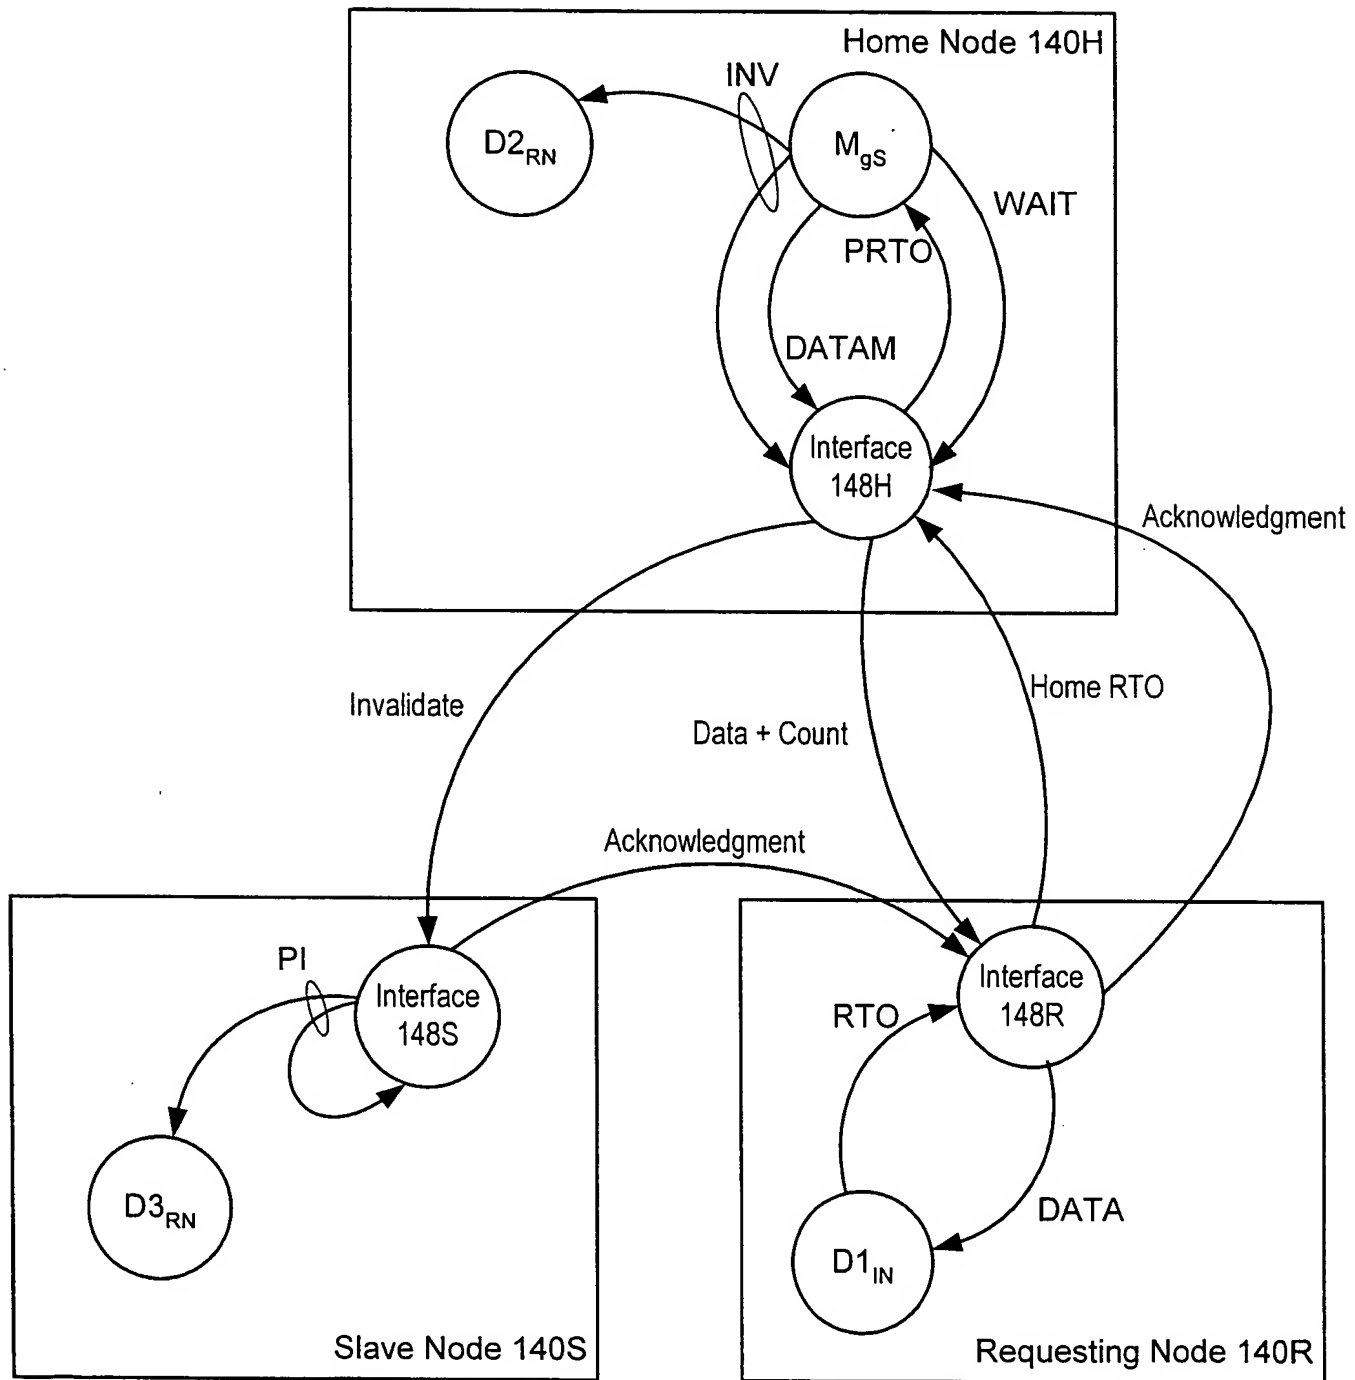 Home Node 140H
INV
D2RN
MgS
WAIT
PRTO
DATAM
Interface
148H
Acknowledgment
Home RTO
Invalidate
Data + Count
Acknowledgment
PI
Interface
148S
Interface
148R
RTO
D3RN
DATA
D1IN
Slave Node 140S
Requesting Node 140R